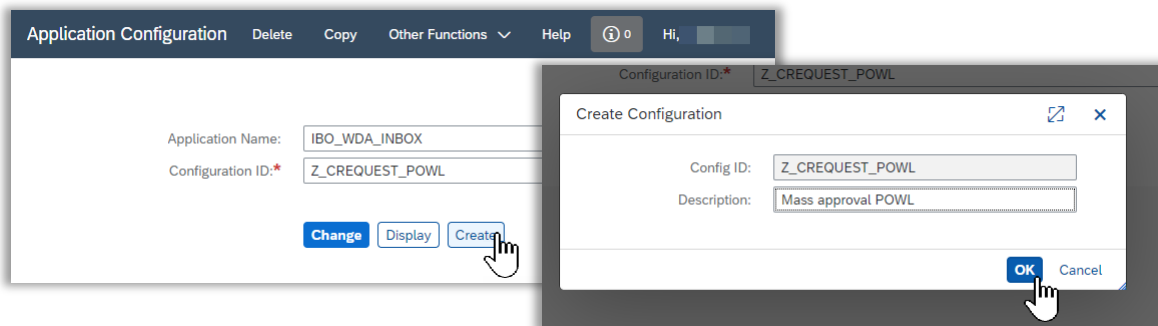 Application Configuration Delete Copy Other Functions Help 0 Hi,
Application Name: IBO_WDA_INBOX
Configuration ID:* Z_CREQUEST_POWL
Change Display Create
Configuration ID:* Z_CREQUEST_POWL
Create Configuration
Config ID: Z_CREQUEST_POWL
Description: Mass approval POWL
OK Cancel